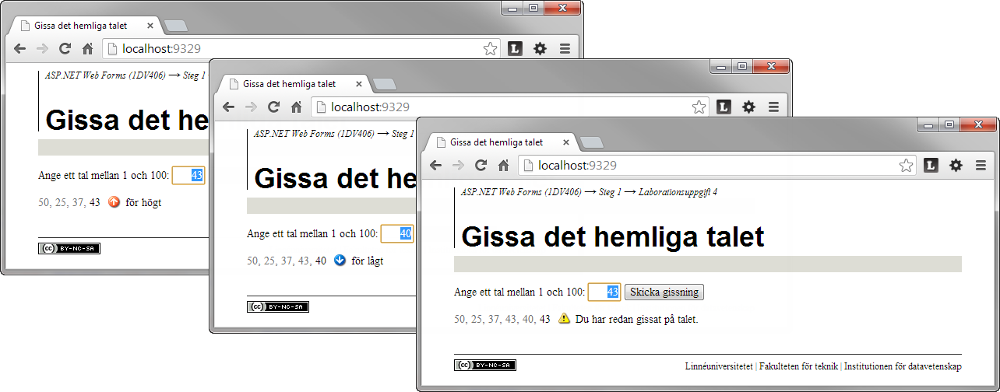 Gissa det hemliga talet
localhost:9329
ASP.NET Web Forms (1DV406) → Steg 1
Gissa det he
Ange ett tal mellan 1 och 100: 43
50, 25, 37, 43 för högt
(cc) BY-NC-SA
Gissa det hemliga talet
localhost:9329
ASP.NET Web Forms (1DV406) → Steg 1
Gissa det he
Ange ett tal mellan 1 och 100: 40
50, 25, 37, 43, 40 för lågt
(cc) BY-NC-SA
Gissa det hemliga talet
localhost:9329
ASP.NET Web Forms (1DV406) → Steg 1 → Laborationsuppgift 4
Gissa det hemliga talet
Ange ett tal mellan 1 och 100: 43 Skicka gissning
50, 25, 37, 43, 40, 43 Du har redan gissat på talet.
(cc) BY-NC-SA Linnéuniversitetet | Fakulteten för teknik | Institutionen för datavetenskap